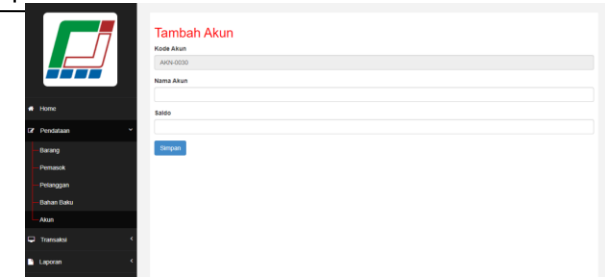 Tambah Akun
Kode Akun
AKN-0030
Nama Akun
Saldo
Simpan
Home
Pendataan
Barang
Pemasok
Pelanggan
Bahan Baku
Akun
Transaksi
Laporan